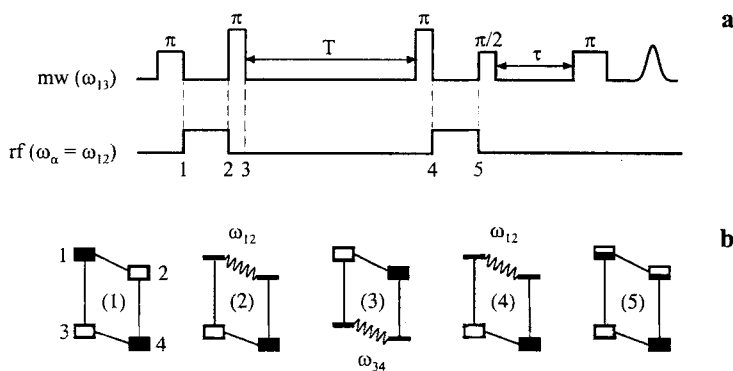 a
π π π π/2 π
T τ
mw (ω₁₃)
rf (ω_α = ω₁₂)
1 2 3 4 5
b
ω₁₂ ω₁₂
1 2
(1) (2) (3) (4) (5)
3 4
ω₃₄